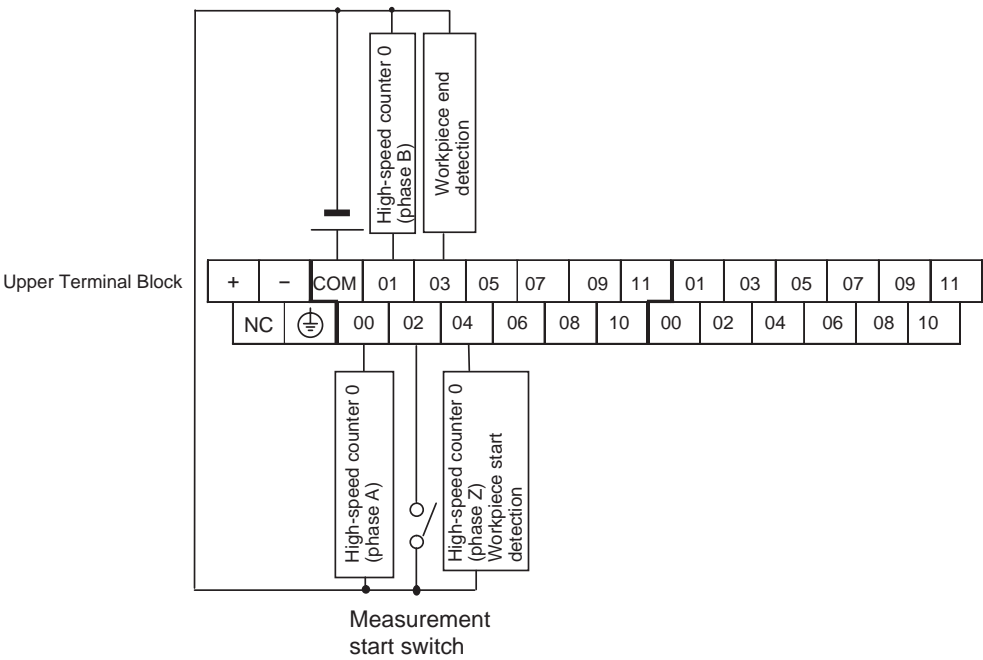 High-speed counter 0
(phase B)
Workpiece end
detection
Upper Terminal Block
+ − COM 01 03 05 07 09 11 01 03 05 07 09 11
NC 00 02 04 06 08 10 00 02 04 06 08 10
High-speed counter 0
(phase A)
High-speed counter 0
(phase Z)
Workpiece start
detection
Measurement
start switch